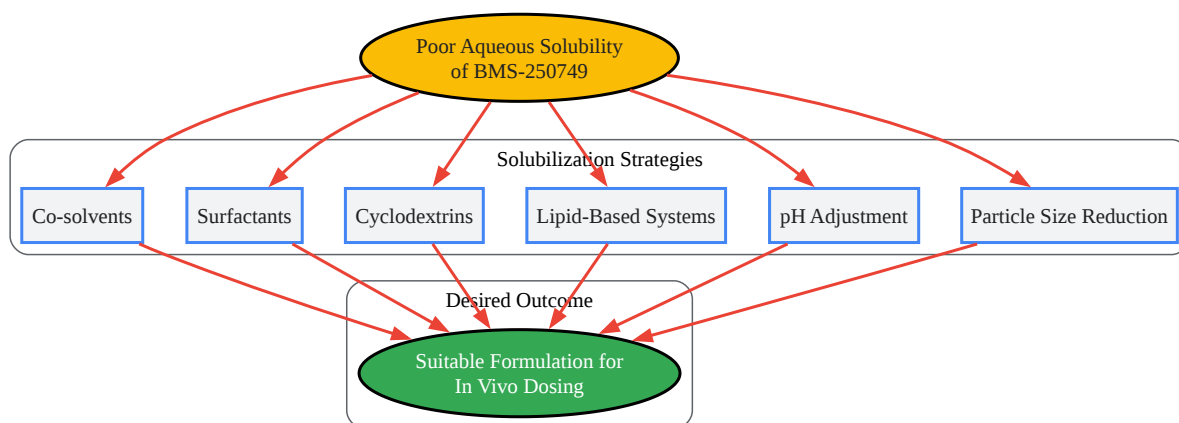 Poor Aqueous Solubility
of BMS-250749
Solubilization Strategies
Co-solvents
Surfactants
Cyclodextrins
Lipid-Based Systems
pH Adjustment
Particle Size Reduction
Desired Outcome
Suitable Formulation for
In Vivo Dosing